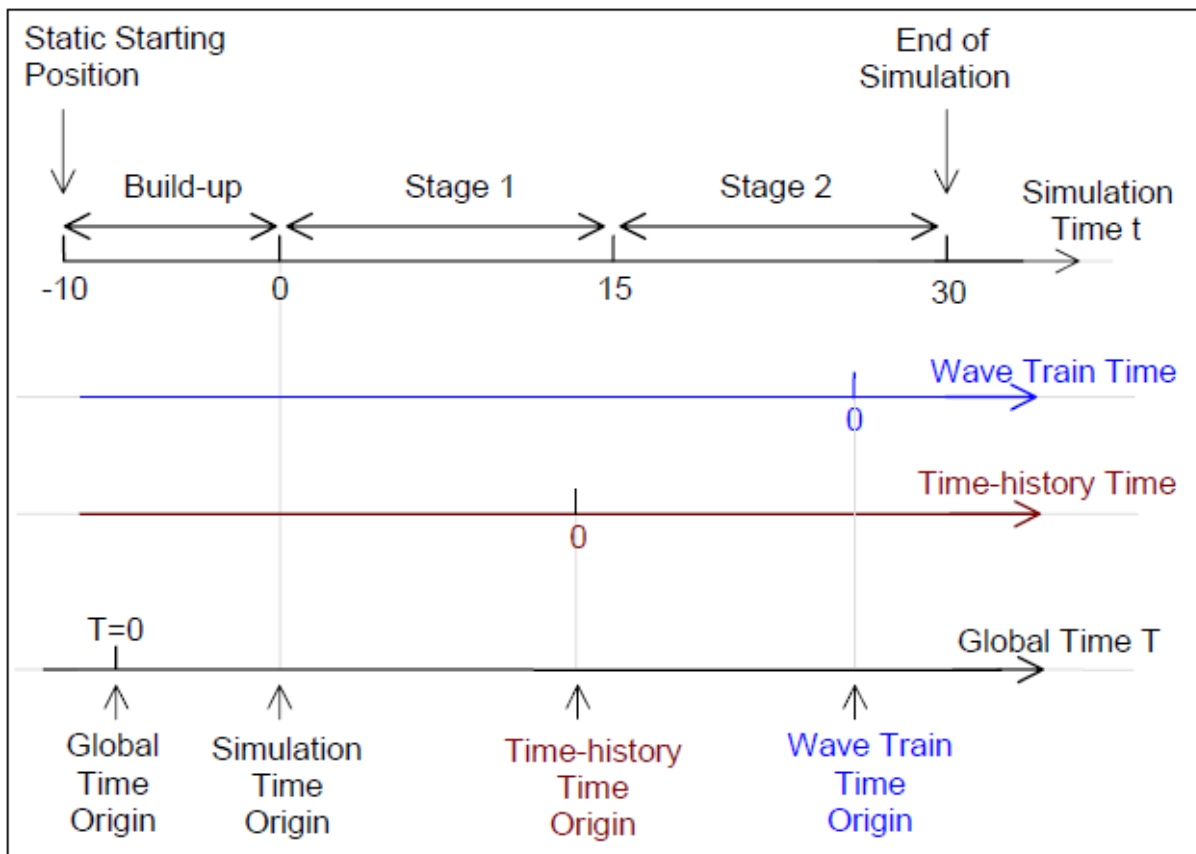 Static Starting
Position
End of
Simulation
Build-up
Stage 1
Stage 2
Simulation
Time t
-10
0
15
30
Wave Train Time
0
Time-history Time
0
T=0
Global Time T
Global
Time
Origin
Simulation
Time
Origin
Time-history
Time
Origin
Wave Train
Time
Origin